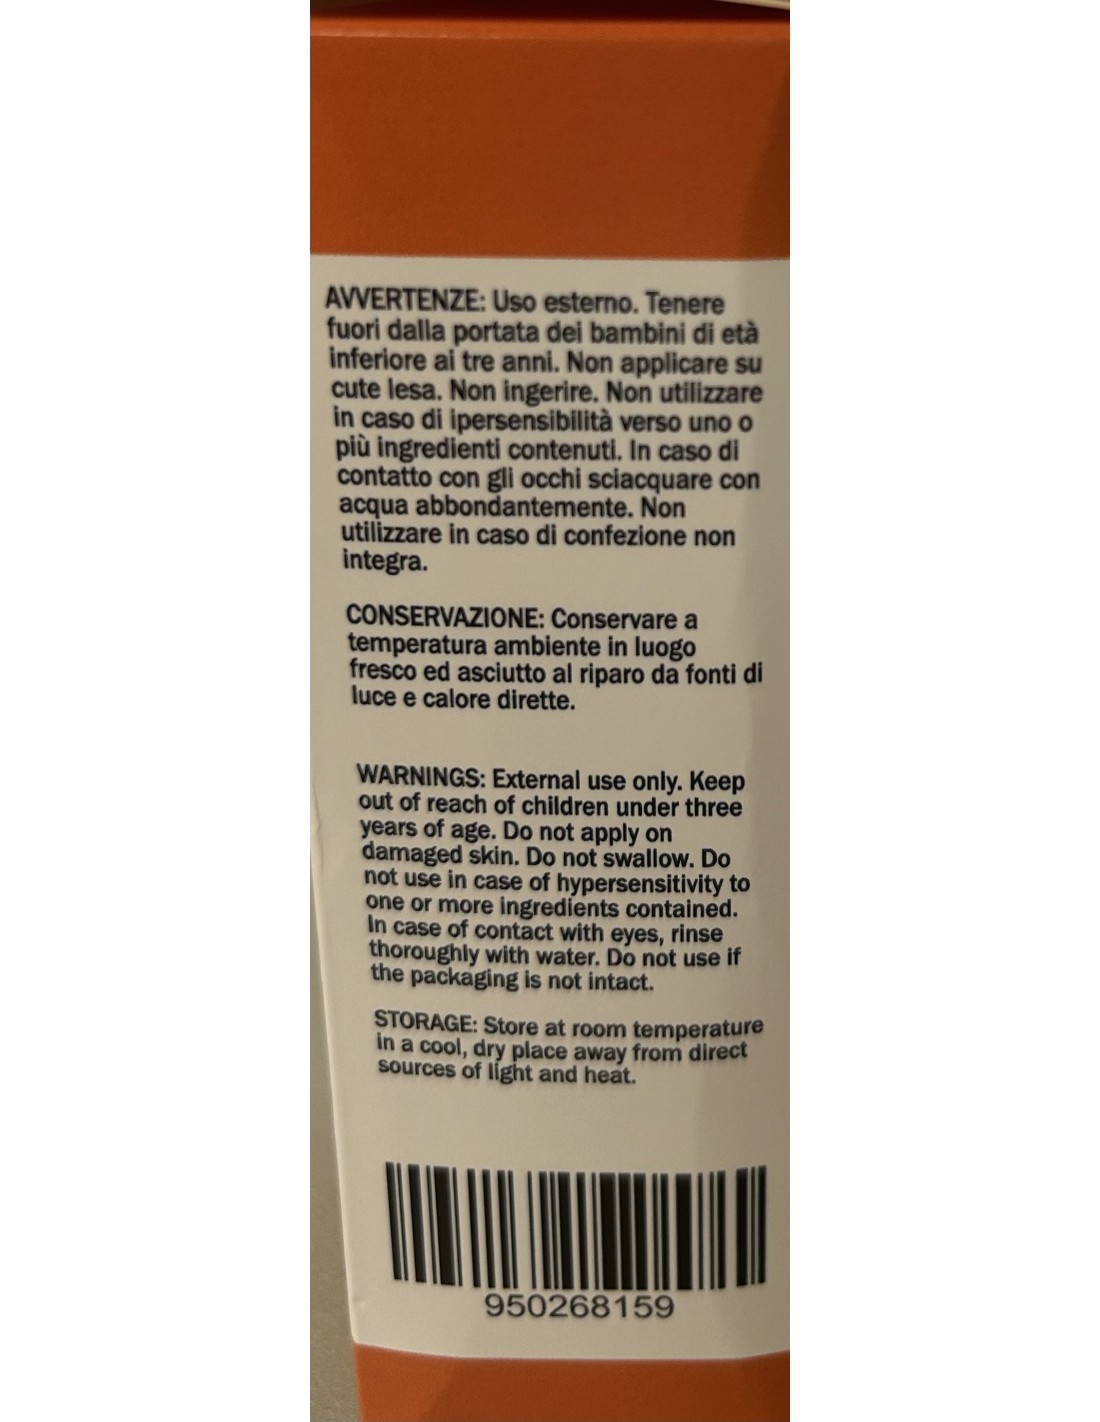 AVVERTENZE: Uso esterno. Tenere
fuori dalla portata dei bambini di età
inferiore ai tre anni. Non applicare su
cute lesa. Non ingerire. Non utilizzare
in caso di ipersensibilità verso uno o
più ingredienti contenuti. In caso di
contatto con gli occhi sciacquare con
acqua abbondantemente. Non
utilizzare in caso di confezione non
integra.
CONSERVAZIONE: Conservare a
temperatura ambiente in luogo
fresco ed asciutto al riparo da fonti di
luce e calore dirette.
WARNINGS: External use only. Keep
out of reach of children under three
years of age. Do not apply on
damaged skin. Do not swallow. Do
not use in case of hypersensitivity to
one or more ingredients contained.
In case of contact with eyes, rinse
thoroughly with water. Do not use if
the packaging is not intact.
STORAGE: Store at room temperature
in a cool, dry place away from direct
sources of light and heat.
950268159